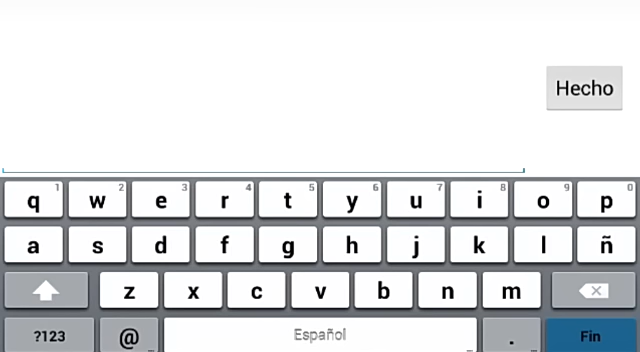 Hecho
1 2 3 4 5 6 7 8 9 0
q w e r t y u i o p
a s d f g h j k l ñ
z x c v b n m
?123 @ Español . Fin